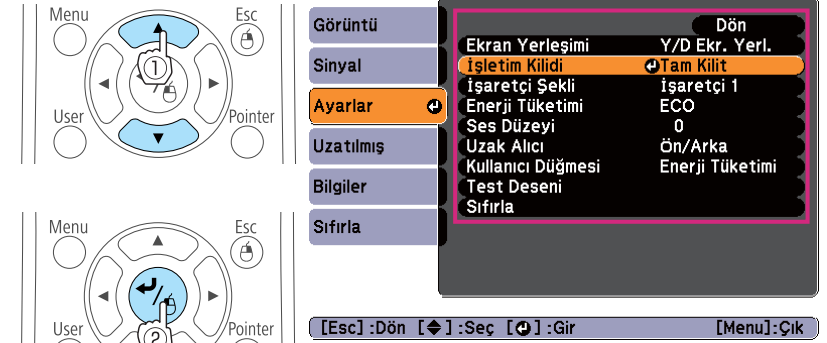 Menu
Esc
①
User
Pointer
Menu
Esc
User
②
Pointer
Görüntü
Sinyal
Ayarlar
Uzatılmış
Bilgiler
Sıfırla
Dön
Ekran Yerleşimi Y/D Ekr. Yerl.
İşletim Kilidi Tam Kilit
İşaretçi Şekli İşaretçi 1
Enerji Tüketimi ECO
Ses Düzeyi 0
Uzak Alıcı Ön/Arka
Kullanıcı Düğmesi Enerji Tüketimi
Test Deseni
Sıfırla
[Esc] :Dön [◆] :Seç [⏎] :Gir [Menu]:Çık